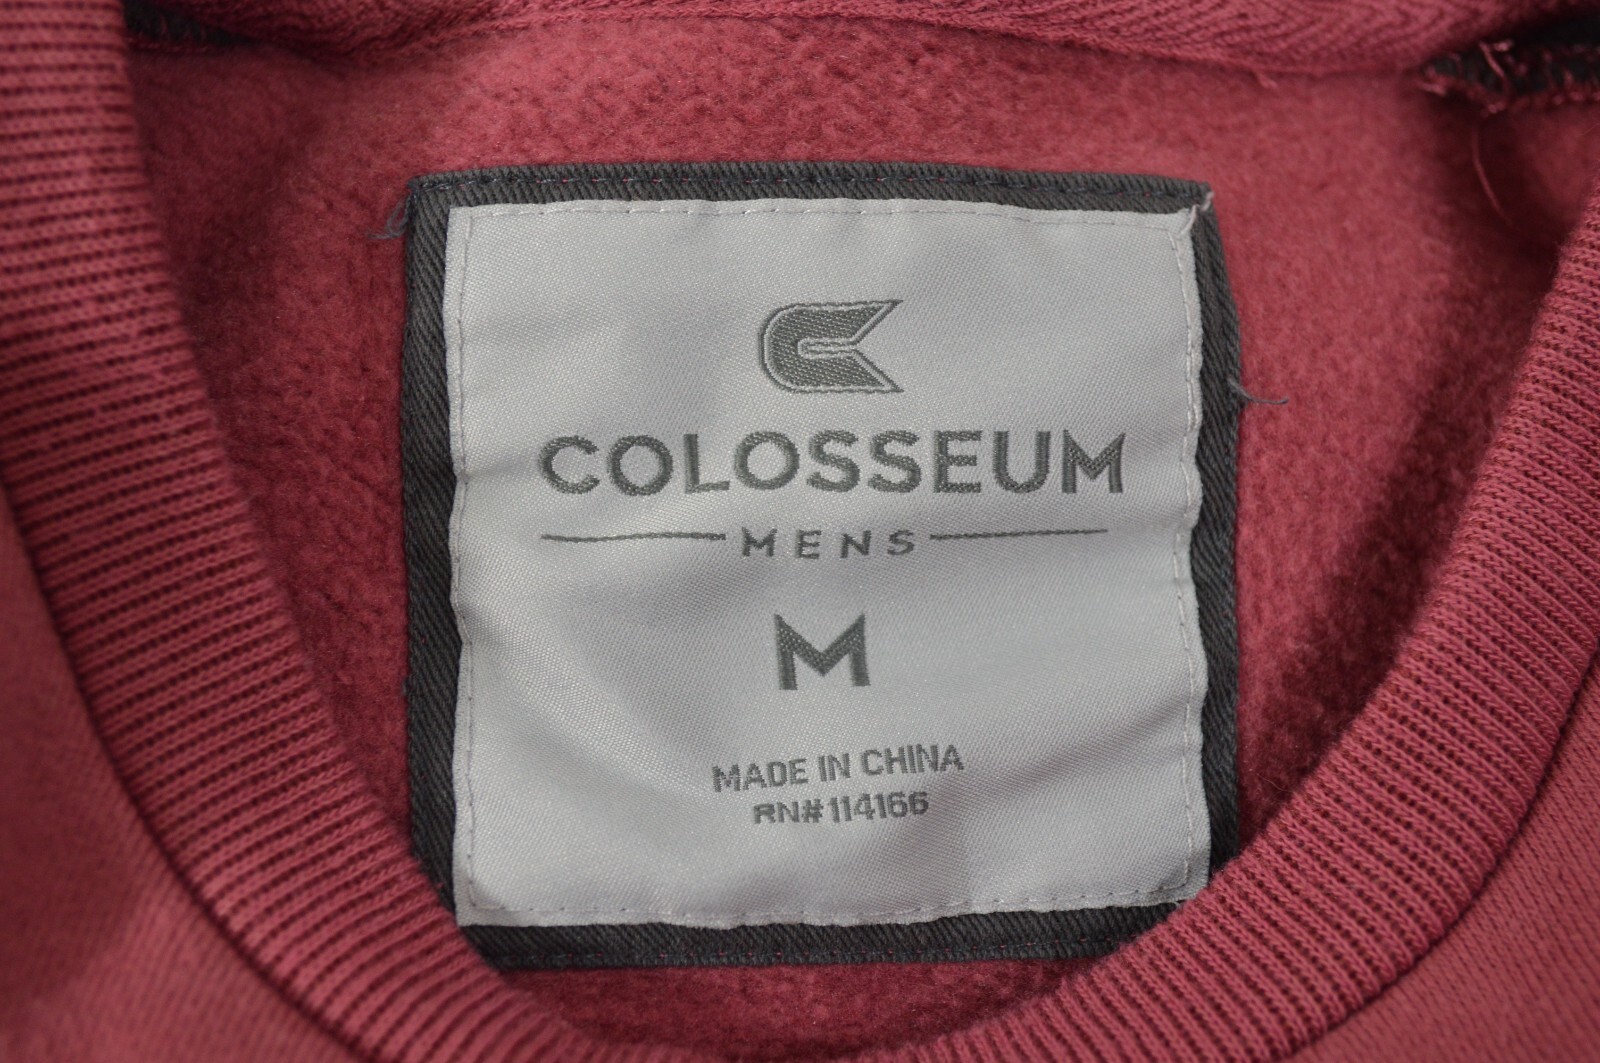 COLOSSEUM
MENS
M
MADE IN CHINA
RN#114166